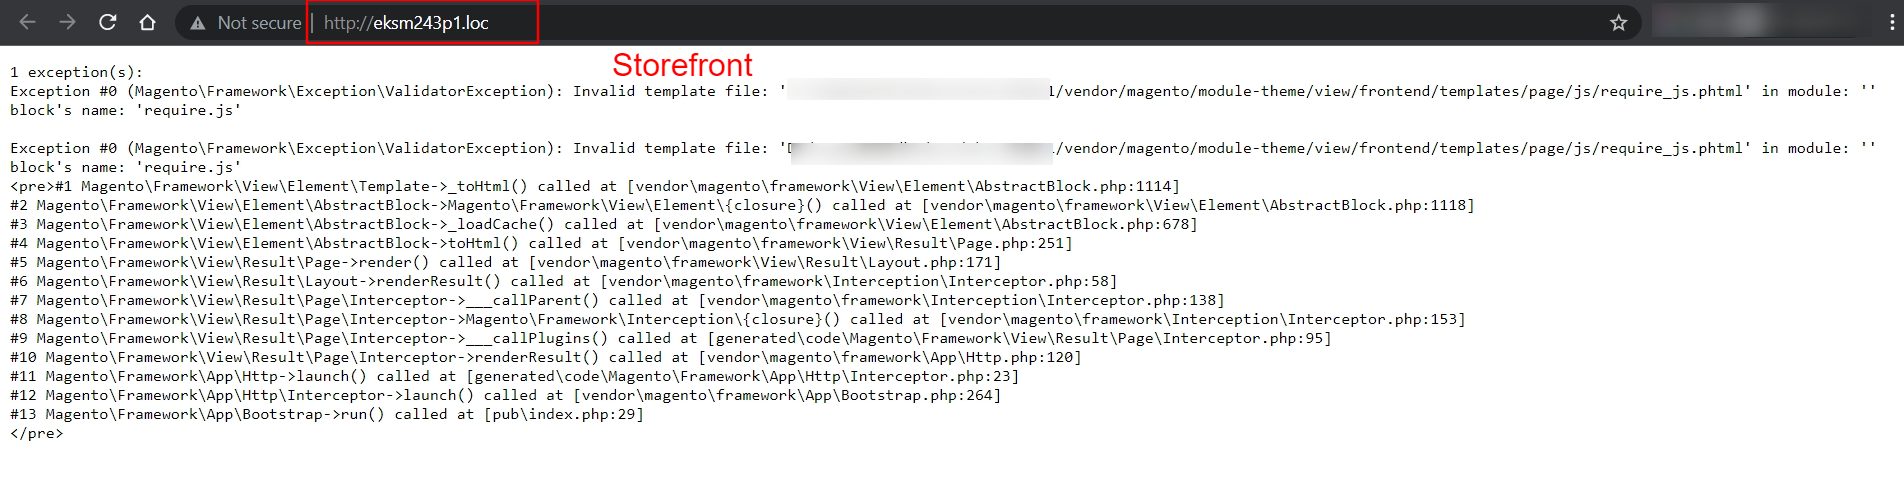 Not secure | http://eksm243p1.loc
Storefront
1 exception(s):
Exception #0 (Magento\Framework\Exception\ValidatorException): Invalid template file: '1/vendor/magento/module-theme/view/frontend/templates/page/js/require_js.phtml' in module: ''
block's name: 'require.js'
Exception #0 (Magento\Framework\Exception\ValidatorException): Invalid template file: 'D/vendor/magento/module-theme/view/frontend/templates/page/js/require_js.phtml' in module: ''
block's name: 'require.js'
<pre>#1 Magento\Framework\View\Element\Template->_toHtml() called at [vendor\magento\framework\View\Element\AbstractBlock.php:1114]
#2 Magento\Framework\View\Element\AbstractBlock->Magento\Framework\View\Element\{closure}() called at [vendor\magento\framework\View\Element\AbstractBlock.php:1118]
#3 Magento\Framework\View\Element\AbstractBlock->_loadCache() called at [vendor\magento\framework\View\Element\AbstractBlock.php:678]
#4 Magento\Framework\View\Element\AbstractBlock->toHtml() called at [vendor\magento\framework\View\Result\Page.php:251]
#5 Magento\Framework\View\Result\Page->render() called at [vendor\magento\framework\View\Result\Layout.php:171]
#6 Magento\Framework\View\Result\Layout->renderResult() called at [vendor\magento\framework\Interception\Interceptor.php:58]
#7 Magento\Framework\View\Result\Page\Interceptor->___callParent() called at [vendor\magento\framework\Interception\Interceptor.php:138]
#8 Magento\Framework\View\Result\Page\Interceptor->Magento\Framework\Interception\{closure}() called at [vendor\magento\framework\Interception\Interceptor.php:153]
#9 Magento\Framework\View\Result\Page\Interceptor->___callPlugins() called at [generated\code\Magento\Framework\View\Result\Page\Interceptor.php:95]
#10 Magento\Framework\View\Result\Page\Interceptor->renderResult() called at [vendor\magento\framework\App\Http.php:120]
#11 Magento\Framework\App\Http->launch() called at [generated\code\Magento\Framework\App\Http\Interceptor.php:23]
#12 Magento\Framework\App\Http\Interceptor->launch() called at [vendor\magento\framework\App\Bootstrap.php:264]
#13 Magento\Framework\App\Bootstrap->run() called at [pub\index.php:29]
</pre>